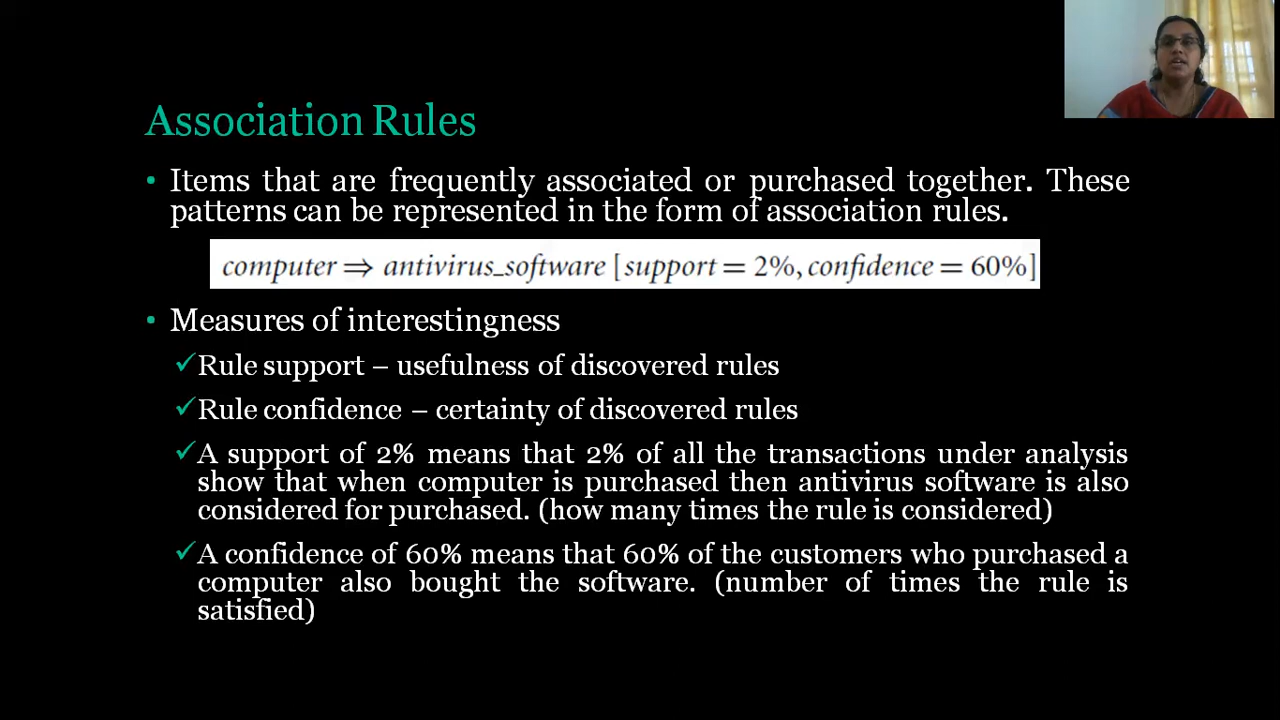 Association Rules
• Items that are frequently associated or purchased together. These
patterns can be represented in the form of association rules.
computer ⇒ antivirus_software [support = 2%, confidence = 60%]
• Measures of interestingness
✓Rule support – usefulness of discovered rules
✓Rule confidence – certainty of discovered rules
✓A support of 2% means that 2% of all the transactions under analysis
show that when computer is purchased then antivirus software is also
considered for purchased. (how many times the rule is considered)
✓A confidence of 60% means that 60% of the customers who purchased a
computer also bought the software. (number of times the rule is
satisfied)